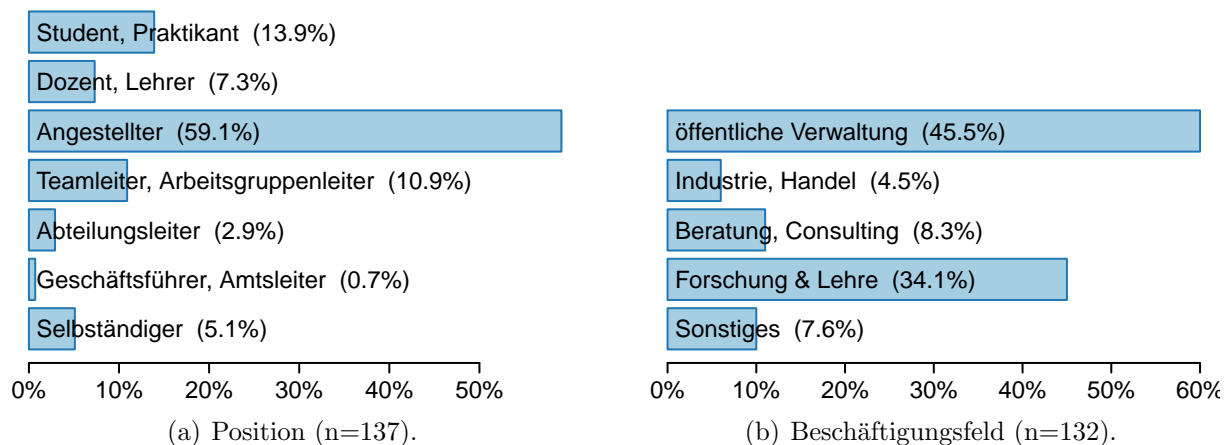 Student, Praktikant (13.9%)
Dozent, Lehrer (7.3%)
Angestellter (59.1%)
Teamleiter, Arbeitsgruppenleiter (10.9%)
Abteilungsleiter (2.9%)
Geschäftsführer, Amtsleiter (0.7%)
Selbständiger (5.1%)
0% 10% 20% 30% 40% 50%
(a) Position (n=137).
öffentliche Verwaltung (45.5%)
Industrie, Handel (4.5%)
Beratung, Consulting (8.3%)
Forschung & Lehre (34.1%)
Sonstiges (7.6%)
0% 10% 20% 30% 40% 50% 60%
(b) Beschäftigungsfeld (n=132).